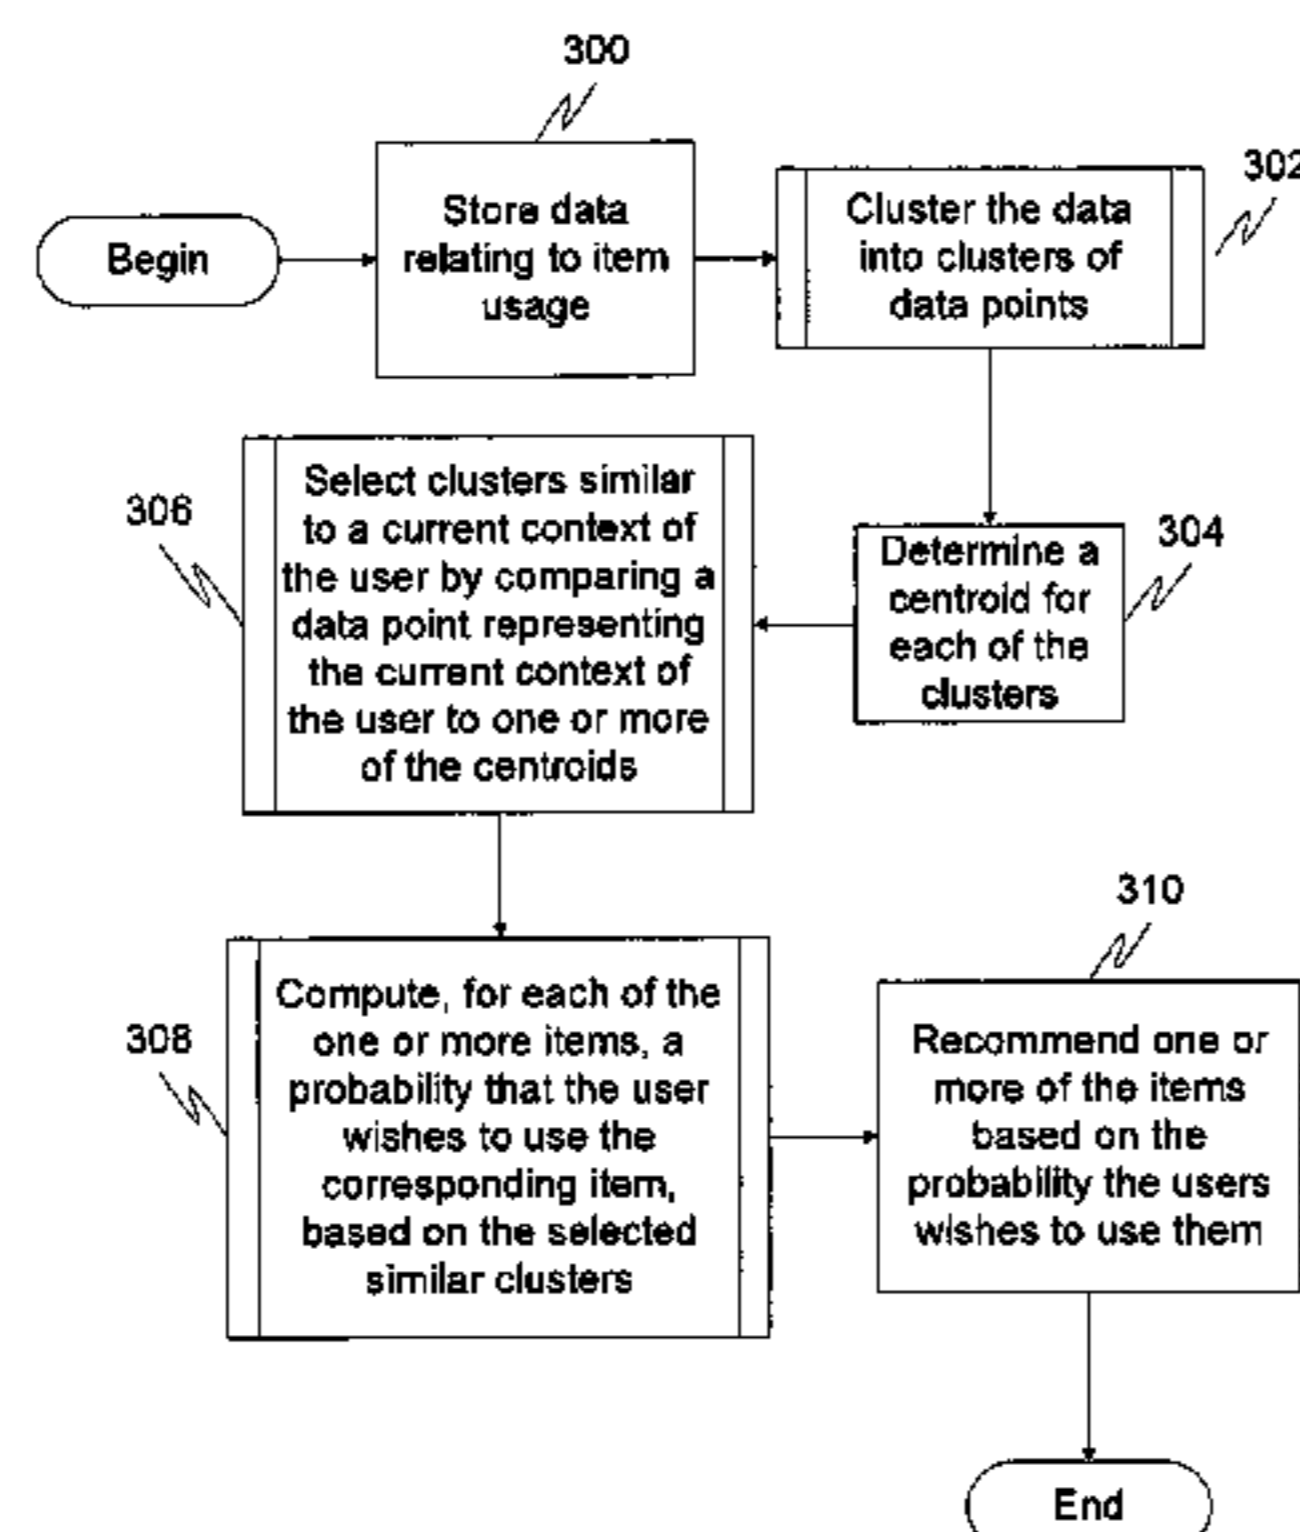 300
302
Begin
Store data
relating to item
usage
Cluster the data
into clusters of
data points
306
Select clusters similar
to a current context of
the user by comparing a
data point representing
the current context of
the user to one or more
of the centroids
304
Determine a
centroid for
each of the
clusters
308
Compute, for each of the
one or more items, a
probability that the user
wishes to use the
corresponding item,
based on the selected
similar clusters
310
Recommend one or
more of the items
based on the
probability the users
wishes to use them
End